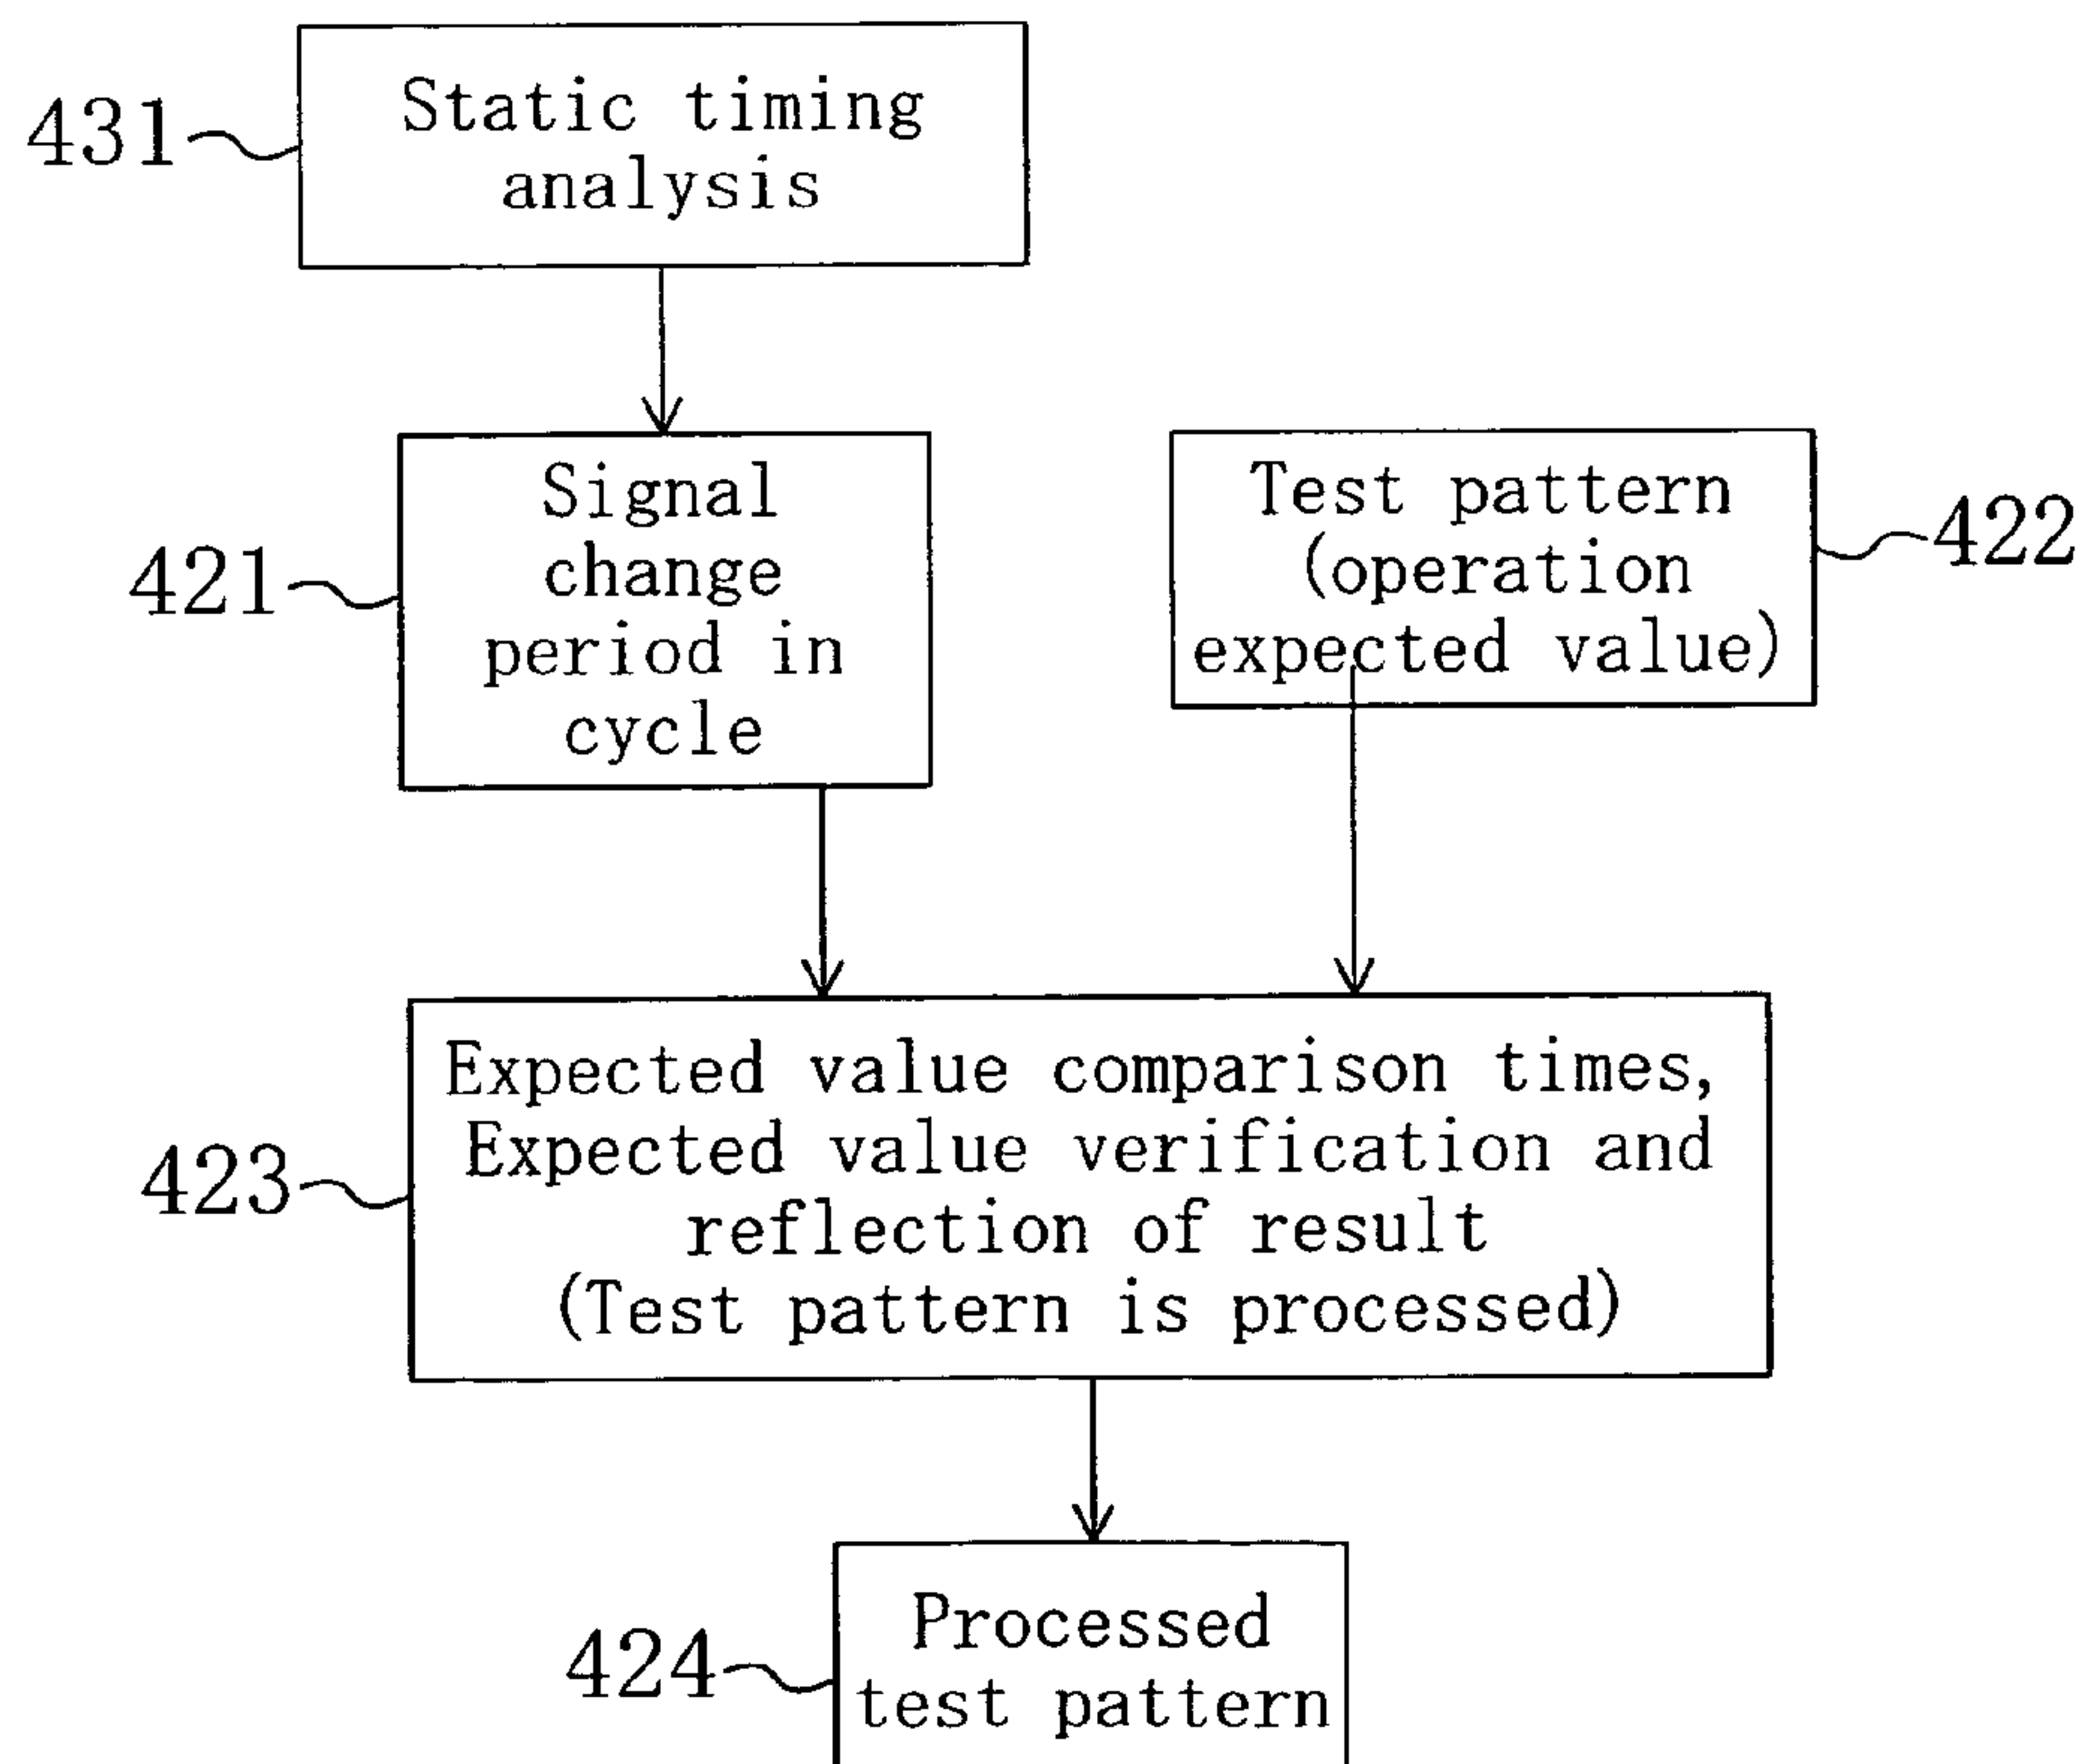 431
Static timing
analysis
421
Signal
change
period in
cycle
Test pattern
(operation
expected value)
422
423
Expected value comparison times,
Expected value verification and
reflection of result
(Test pattern is processed)
424
Processed
test pattern